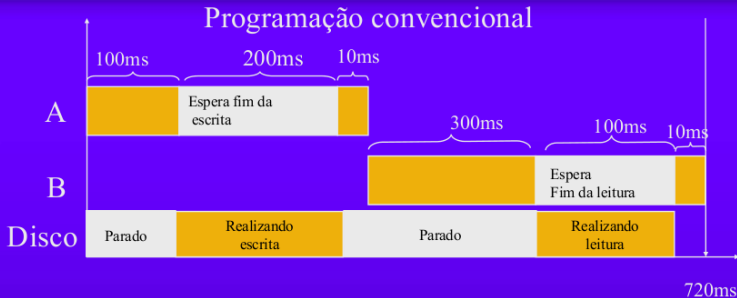 Programação convencional
100ms
200ms
10ms
A
Espera fim da
escrita
300ms
100ms
10ms
B
Espera
Fim da leitura
Disco
Parado
Realizando
escrita
Parado
Realizando
leitura
720ms